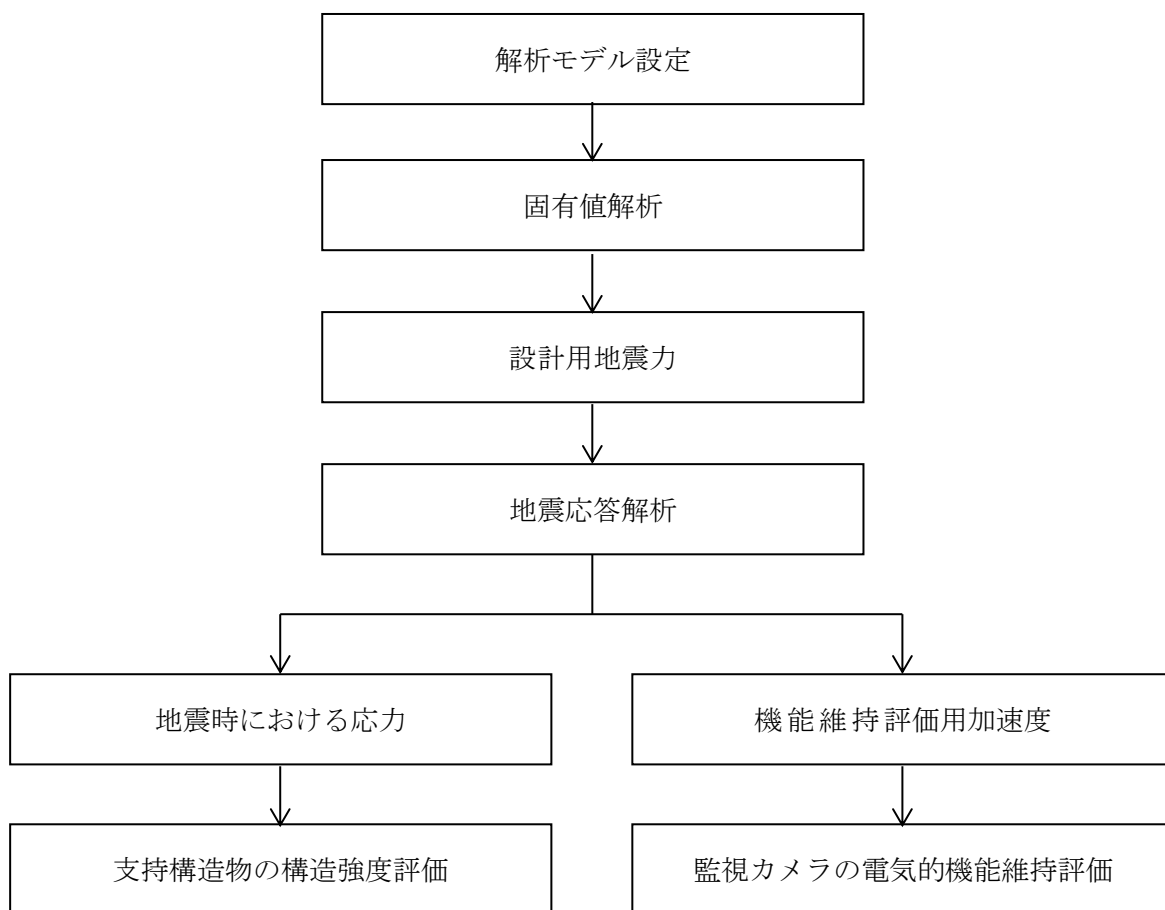 解析モデル設定
固有値解析
設計用地震力
地震応答解析
地震時における応力
機能維持評価用加速度
支持構造物の構造強度評価
監視カメラの電気的機能維持評価